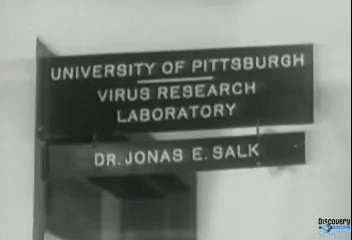 UNIVERSITY OF PITTSBURGH
VIRUS RESEARCH
LABORATORY
DR. JONAS E. SALK
Discovery